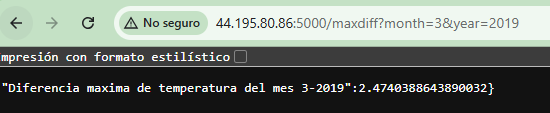 No seguro 44.195.80.86:5000/maxdiff?month=3&year=2019
mpresión con formato estilístico
"Diferencia maxima de temperatura del mes 3-2019":2.4740388643890032}